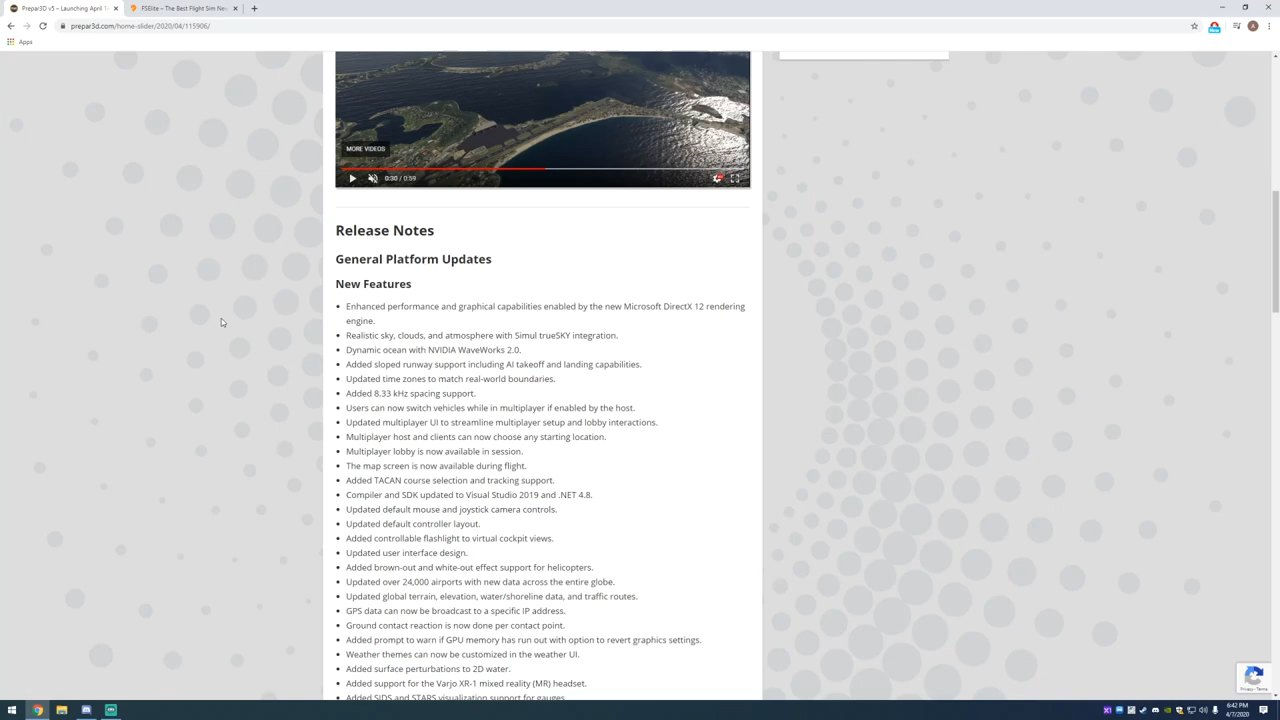 Prepar3D v5 – Launching April 1
FSElite – The Best Flight Sim Ne
prepar3d.com/home-slider/2020/04/115906/
Apps
MORE VIDEOS
0:30 / 0:59
Release Notes
General Platform Updates
New Features
Enhanced performance and graphical capabilities enabled by the new Microsoft DirectX 12 rendering
engine.
Realistic sky, clouds, and atmosphere with Simul trueSKY integration.
Dynamic ocean with NVIDIA WaveWorks 2.0.
Added sloped runway support including AI takeoff and landing capabilities.
Updated time zones to match real-world boundaries.
Added 8.33 kHz spacing support.
Users can now switch vehicles while in multiplayer if enabled by the host.
Updated multiplayer UI to streamline multiplayer setup and lobby interactions.
Multiplayer host and clients can now choose any starting location.
Multiplayer lobby is now available in session.
The map screen is now available during flight.
Added TACAN course selection and tracking support.
Compiler and SDK updated to Visual Studio 2019 and .NET 4.8.
Updated default mouse and joystick camera controls.
Updated default controller layout.
Added controllable flashlight to virtual cockpit views.
Updated user interface design.
Added brown-out and white-out effect support for helicopters.
Updated over 24,000 airports with new data across the entire globe.
Updated global terrain, elevation, water/shoreline data, and traffic routes.
GPS data can now be broadcast to a specific IP address.
Ground contact reaction is now done per contact point.
Added prompt to warn if GPU memory has run out with option to revert graphics settings.
Weather themes can now be customized in the weather UI.
Added surface perturbations to 2D water.
Added support for the Varjo XR-1 mixed reality (MR) headset.
Added SIDS and STARS visualization support for gauges.
Privacy - Terms
6:42 PM
4/7/2020